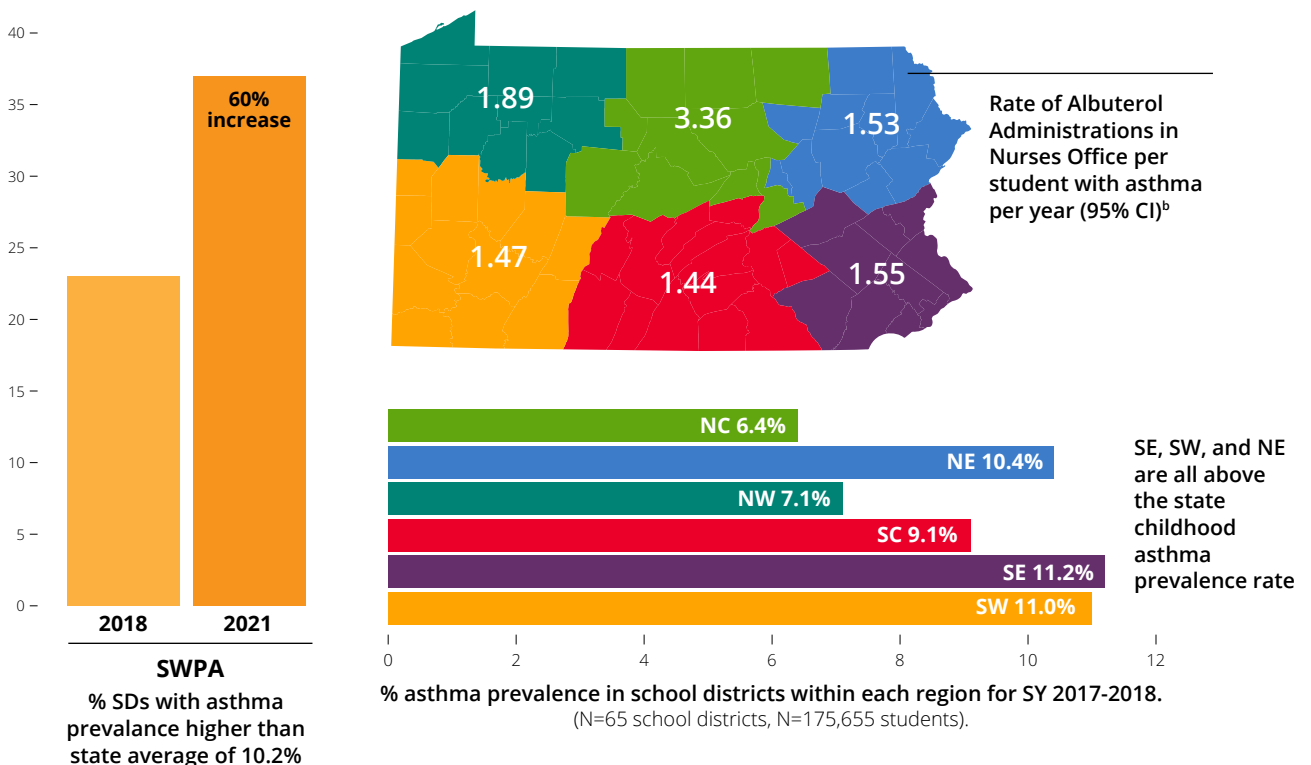 40
35
30
25
20
15
10
5
0
60%
increase
2018
2021
SWPA
% SDs with asthma
prevalance higher than
state average of 10.2%
1.89
3.36
1.53
1.47
1.44
1.55
Rate of Albuterol
Administrations in
Nurses Office per
student with asthma
per year (95% CI)ᵇ
NC 6.4%
NE 10.4%
NW 7.1%
SC 9.1%
SE 11.2%
SW 11.0%
0 2 4 6 8 10 12
% asthma prevalence in school districts within each region for SY 2017-2018.
(N=65 school districts, N=175,655 students).
SE, SW, and NE
are all above
the state
childhood
asthma
prevalence rate